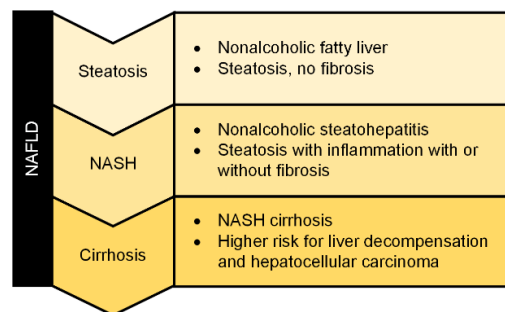 NAFLD
Steatosis
• Nonalcoholic fatty liver
• Steatosis, no fibrosis
NASH
• Nonalcoholic steatohepatitis
• Steatosis with inflammation with or
without fibrosis
Cirrhosis
• NASH cirrhosis
• Higher risk for liver decompensation
and hepatocellular carcinoma